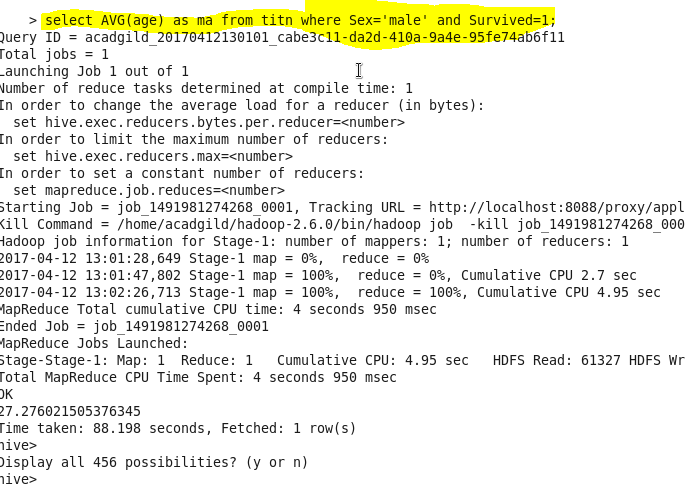 > select AVG(age) as ma from titn where Sex='male' and Survived=1;
Query ID = acadgild_20170412130101_cabe3c11-da2d-410a-9a4e-95fe74ab6f11
Total jobs = 1
Launching Job 1 out of 1
Number of reduce tasks determined at compile time: 1
In order to change the average load for a reducer (in bytes):
  set hive.exec.reducers.bytes.per.reducer=<number>
In order to limit the maximum number of reducers:
  set hive.exec.reducers.max=<number>
In order to set a constant number of reducers:
  set mapreduce.job.reduces=<number>
Starting Job = job_1491981274268_0001, Tracking URL = http://localhost:8088/proxy/appl
Kill Command = /home/acadgild/hadoop-2.6.0/bin/hadoop job  -kill job_1491981274268_000
Hadoop job information for Stage-1: number of mappers: 1; number of reducers: 1
2017-04-12 13:01:28,649 Stage-1 map = 0%,  reduce = 0%
2017-04-12 13:01:47,802 Stage-1 map = 100%,  reduce = 0%, Cumulative CPU 2.7 sec
2017-04-12 13:02:26,713 Stage-1 map = 100%,  reduce = 100%, Cumulative CPU 4.95 sec
MapReduce Total cumulative CPU time: 4 seconds 950 msec
Ended Job = job_1491981274268_0001
MapReduce Jobs Launched:
Stage-Stage-1: Map: 1  Reduce: 1   Cumulative CPU: 4.95 sec   HDFS Read: 61327 HDFS Wr
Total MapReduce CPU Time Spent: 4 seconds 950 msec
OK
27.276021505376345
Time taken: 88.198 seconds, Fetched: 1 row(s)
hive>
Display all 456 possibilities? (y or n)
hive>